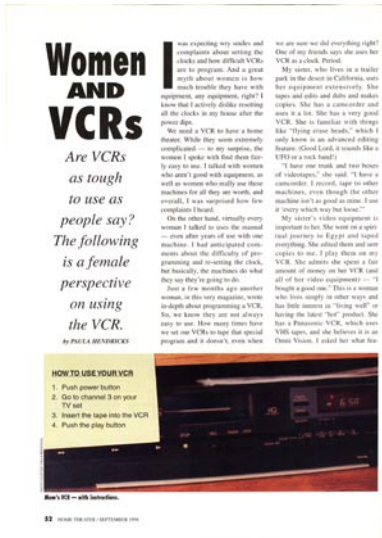 Women
AND
VCRs
Are VCRs
as tough
to use as
people say?
The following
is a female
perspective
on using
the VCR.
by PAULA HENDRICKS
I was expecting wry smiles and
complaints about setting the
clocks and how difficult VCRs
are to program. And a great
myth about women is how
much trouble they have with
equipment, any equipment, right? I
know that I actively dislike resetting
all the clocks in my house after the
power dips.
We need a VCR to have a home
theater. While they seem extremely
complicated — to my surprise, the
women I spoke with find them fair-
ly easy to use. I talked with women
who aren't good with equipment, as
well as women who really use these
machines for all they are worth, and
overall, I was surprised how few
complaints I heard.
On the other hand, virtually every
woman I talked to uses the manual
— even after years of use with one
machine. I had anticipated com-
ments about the difficulty of pro-
gramming and re-setting the clock,
but basically, the machines do what
they say they're going to do.
Just a few months ago another
woman, in this very magazine, wrote
in-depth about programming a VCR.
So, we know they are not always
easy to use. How many times have
we set our VCRs to tape that special
program and it doesn't, even when
we are sure we did everything right?
One of my friends says she uses her
VCR as a clock. Period.
My sister, who lives in a trailer
park in the desert in California, uses
her equipment extensively. She
tapes and edits and dubs and makes
copies. She has a camcorder and
uses it a lot. She has a very good
VCR. She is familiar with things
like "flying erase heads," which I
only know is an advanced editing
feature. (Good Lord, it sounds like a
UFO or a rock band!)
"I have one trunk and two boxes
of videotapes," she said. "I have a
camcorder. I record, tape to other
machines, even though the other
machine isn't as good as mine. I use
it 'every which way but loose.'"
My sister's video equipment is
important to her. She went on a spiri-
tual journey to Egypt and taped
everything. She edited them and sent
copies to me. I play them on my
VCR. She admits she spent a fair
amount of money on her VCR (and
all of her video equipment) — "I
bought a good one." This is a woman
who lives simply in other ways and
has little interest in "living well" or
having the latest "hot" product. She
has a Panasonic VCR, which uses
VHS tapes, and she believes it is an
Omni Vision. I asked her what fea-
HOW TO USE YOUR VCR
1. Push power button
2. Go to channel 3 on your
TV set
3. Insert the tape into the VCR
4. Push the play button
Mom's VCR — with instructions.
52 HOME THEATER / SEPTEMBER 1994